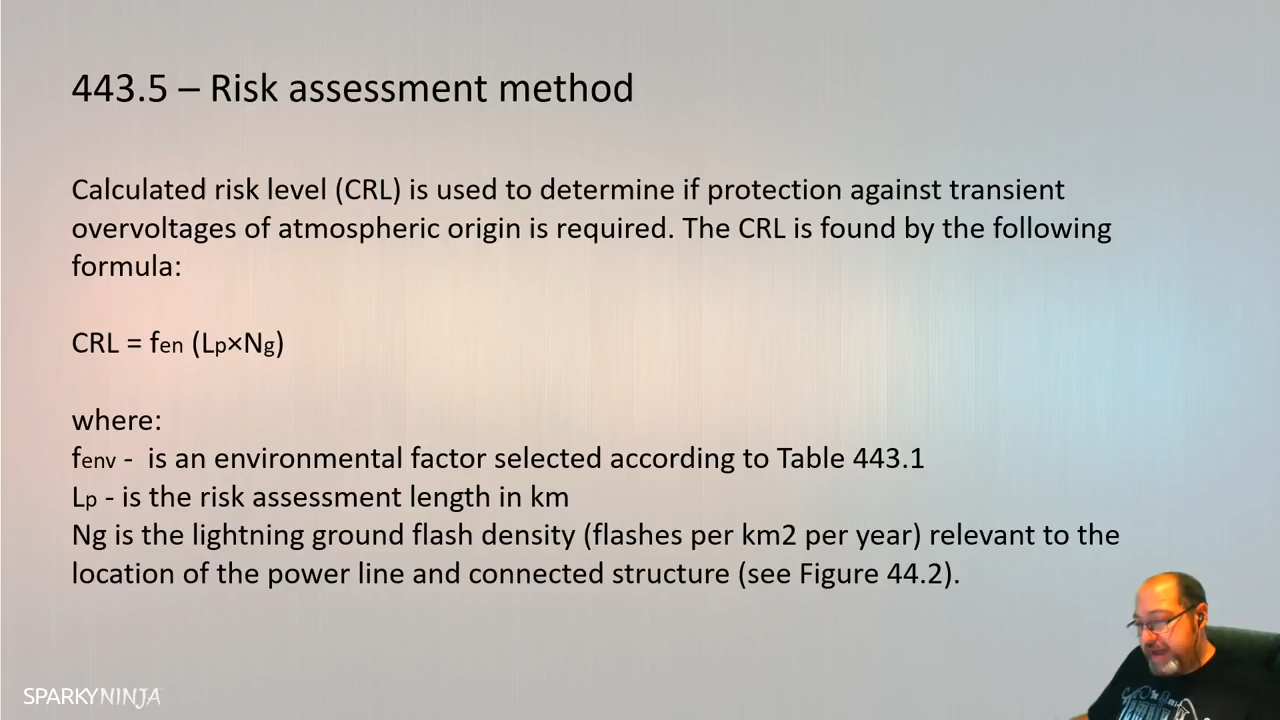 443.5 – Risk assessment method
Calculated risk level (CRL) is used to determine if protection against transient
overvoltages of atmospheric origin is required. The CRL is found by the following
formula:
CRL = fen (Lp×Ng)
where:
fenv - is an environmental factor selected according to Table 443.1
Lp - is the risk assessment length in km
Ng is the lightning ground flash density (flashes per km2 per year) relevant to the
location of the power line and connected structure (see Figure 44.2).
SPARKYNINJA